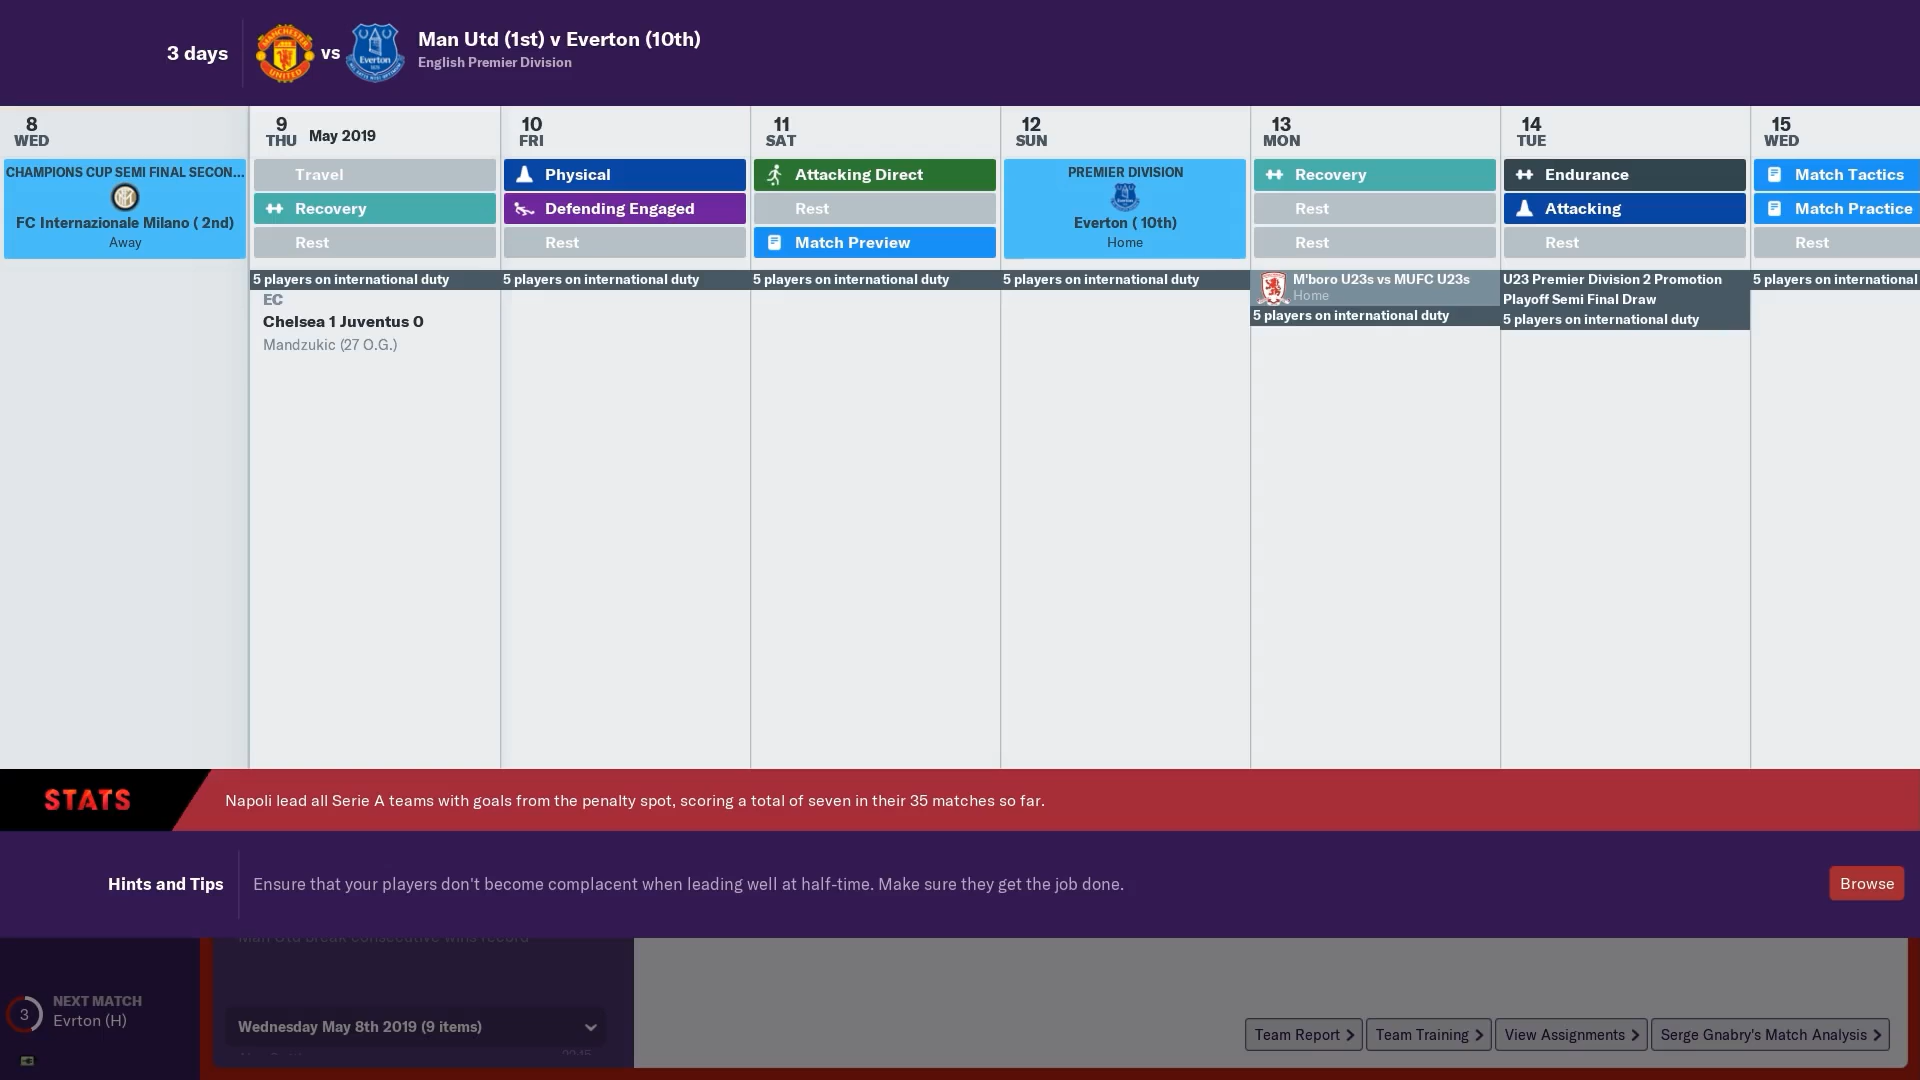 3 days
vs
Man Utd (1st) v Everton (10th)
English Premier Division
8
WED
CHAMPIONS CUP SEMI FINAL SECON...
FC Internazionale Milano ( 2nd)
Away
9
THU
May 2019
Travel
Recovery
Rest
5 players on international duty
EC
Chelsea 1 Juventus 0
Mandzukic (27 O.G.)
10
FRI
Physical
Defending Engaged
Rest
5 players on international duty
11
SAT
Attacking Direct
Rest
Match Preview
5 players on international duty
12
SUN
PREMIER DIVISION
Everton ( 10th)
Home
5 players on international duty
13
MON
Recovery
Rest
Rest
M'boro U23s vs MUFC U23s
Home
5 players on international duty
14
TUE
Endurance
Attacking
Rest
U23 Premier Division 2 Promotion
Playoff Semi Final Draw
5 players on international duty
15
WED
Match Tactics
Match Practice
Rest
5 players on international
STATS
Napoli lead all Serie A teams with goals from the penalty spot, scoring a total of seven in their 35 matches so far.
Hints and Tips
Ensure that your players don't become complacent when leading well at half-time. Make sure they get the job done.
Browse
Man Utd break consecutive wins record
3
NEXT MATCH
Evrton (H)
Wednesday May 8th 2019 (9 items)
Team Report
Team Training
View Assignments
Serge Gnabry's Match Analysis